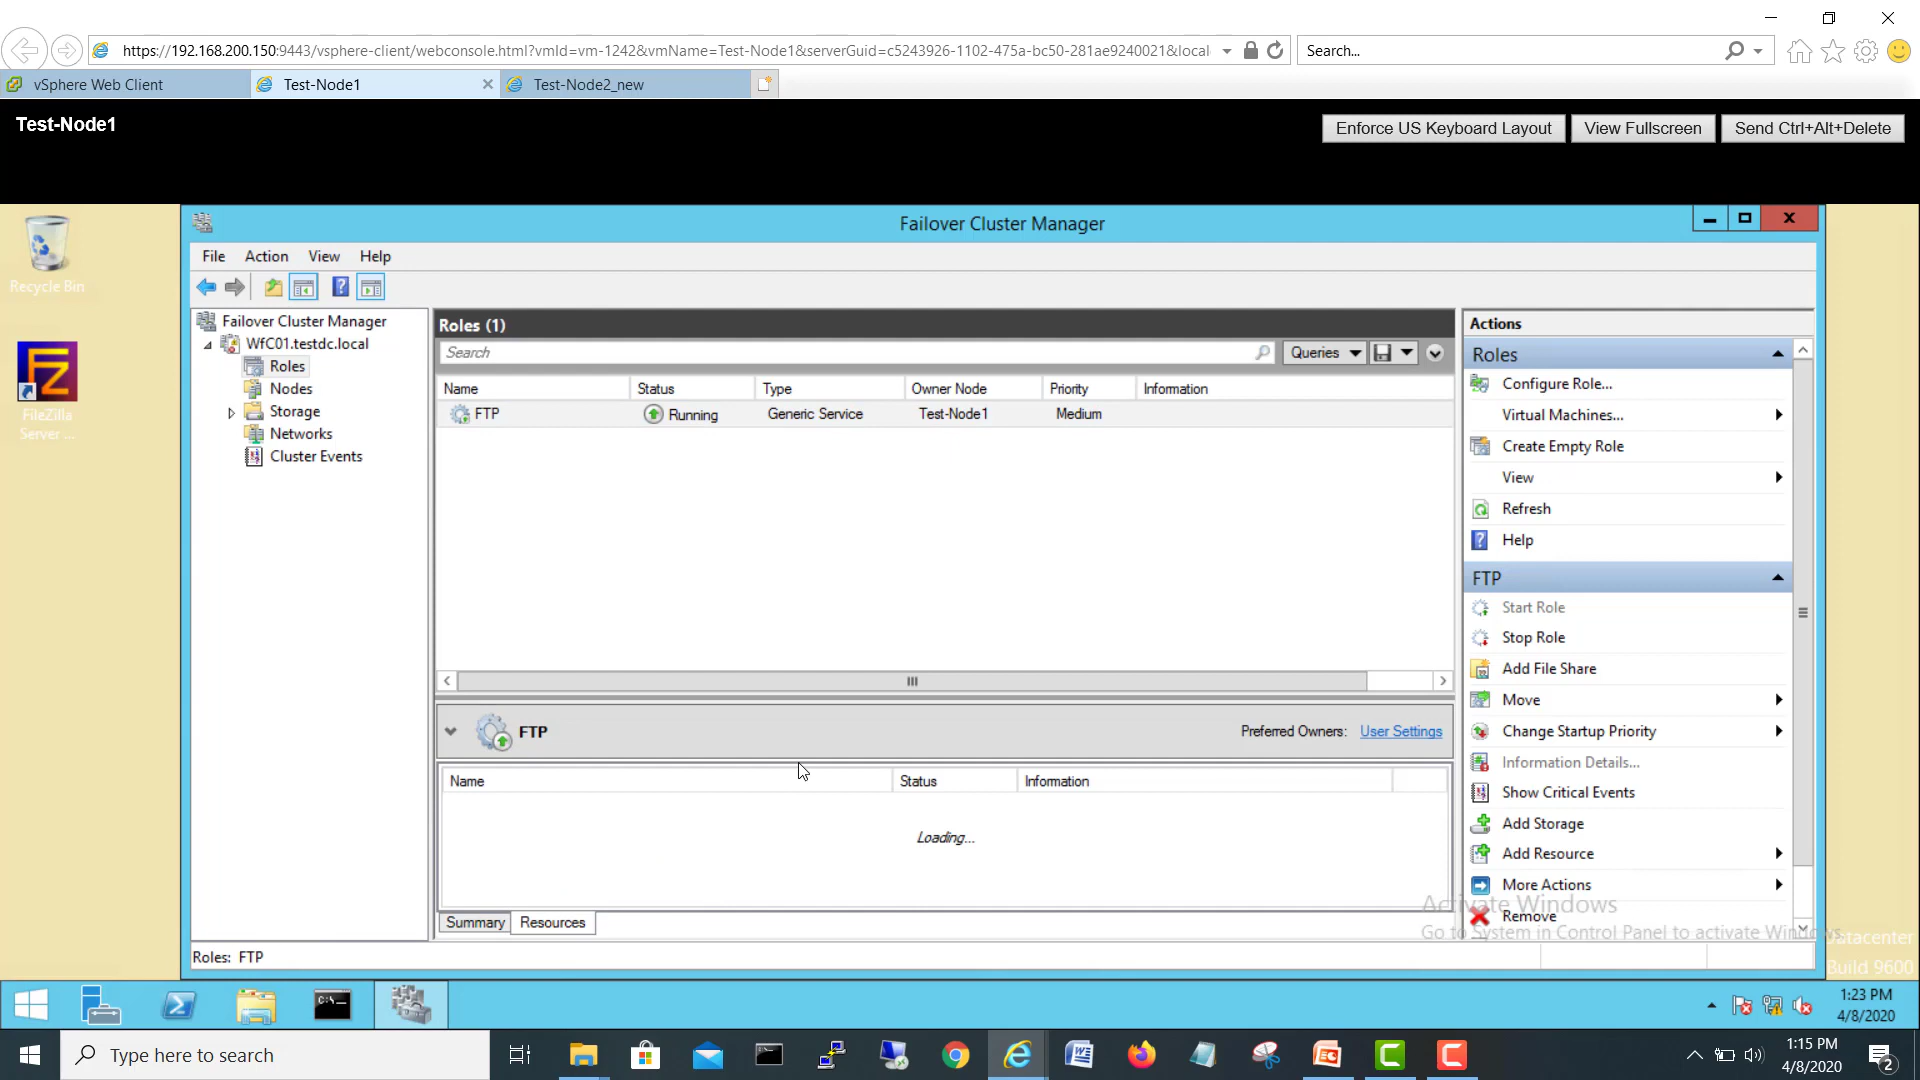 https://192.168.200.150:9443/vsphere-client/webconsole.html?vmId=vm-1242&vmName=Test-Node1&serverGuid=c5243926-1102-475a-bc50-281ae9240021&local
Search...
vSphere Web Client
Test-Node1
Test-Node2_new
Test-Node1
Enforce US Keyboard Layout
View Fullscreen
Send Ctrl+Alt+Delete
Recycle Bin
FileZilla
Server ...
Failover Cluster Manager
File Action View Help
Failover Cluster Manager
WfC01.testdc.local
Roles
Nodes
Storage
Networks
Cluster Events
Roles (1)
Search
Queries
Name Status Type Owner Node Priority Information
FTP Running Generic Service Test-Node1 Medium
FTP
Preferred Owners: User Settings
Name Status Information
Loading...
Summary Resources
Actions
Roles
Configure Role...
Virtual Machines...
Create Empty Role
View
Refresh
Help
FTP
Start Role
Stop Role
Add File Share
Move
Change Startup Priority
Information Details...
Show Critical Events
Add Storage
Add Resource
More Actions
Remove
Activate Windows
Go to System in Control Panel to activate Windows.
Datacenter
Build 9600
Roles: FTP
1:23 PM
4/8/2020
Type here to search
1:15 PM
4/8/2020
2